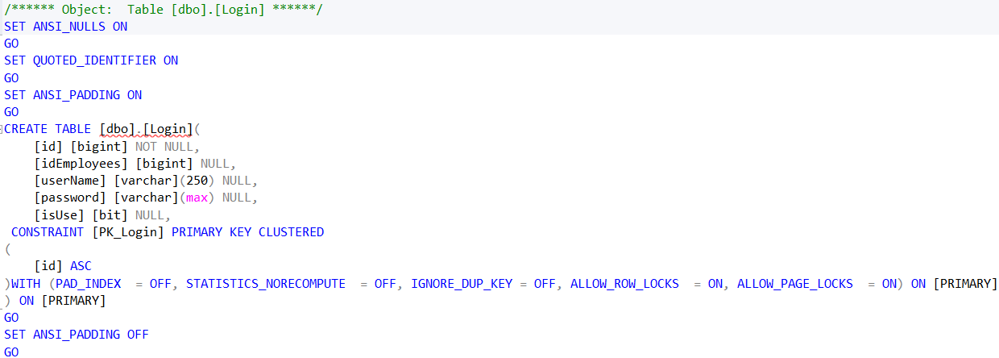 /****** Object:  Table [dbo].[Login] ******/
SET ANSI_NULLS ON
GO
SET QUOTED_IDENTIFIER ON
GO
SET ANSI_PADDING ON
GO
CREATE TABLE [dbo].[Login](
    [id] [bigint] NOT NULL,
    [idEmployees] [bigint] NULL,
    [userName] [varchar](250) NULL,
    [password] [varchar](max) NULL,
    [isUse] [bit] NULL,
 CONSTRAINT [PK_Login] PRIMARY KEY CLUSTERED
(
    [id] ASC
)WITH (PAD_INDEX  = OFF, STATISTICS_NORECOMPUTE  = OFF, IGNORE_DUP_KEY = OFF, ALLOW_ROW_LOCKS  = ON, ALLOW_PAGE_LOCKS  = ON) ON [PRIMARY]
) ON [PRIMARY]
GO
SET ANSI_PADDING OFF
GO